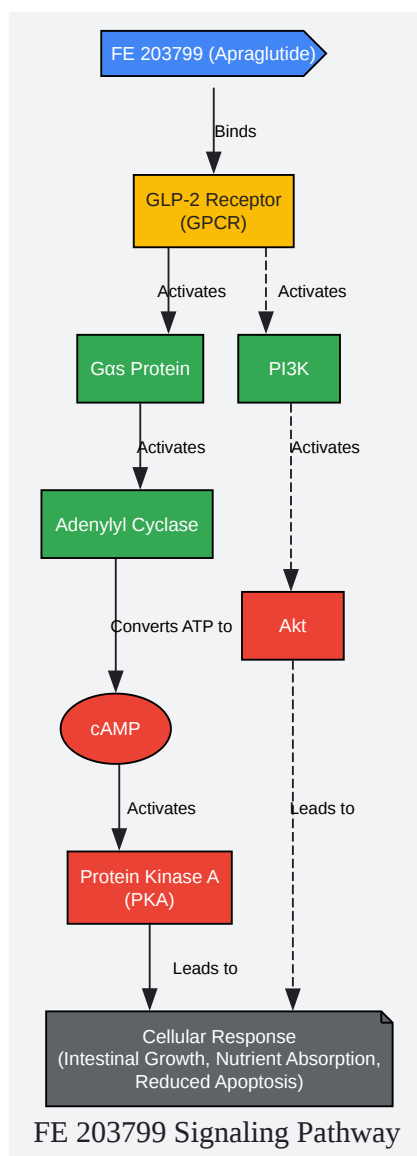 FE 203799 (Apraglutide)
Binds
GLP-2 Receptor
(GPCR)
Activates
Activates
Gαs Protein
PI3K
Activates
Activates
Adenylyl Cyclase
Converts ATP to
Akt
cAMP
Activates
Leads to
Protein Kinase A
(PKA)
Leads to
Cellular Response
(Intestinal Growth, Nutrient Absorption,
Reduced Apoptosis)
FE 203799 Signaling Pathway